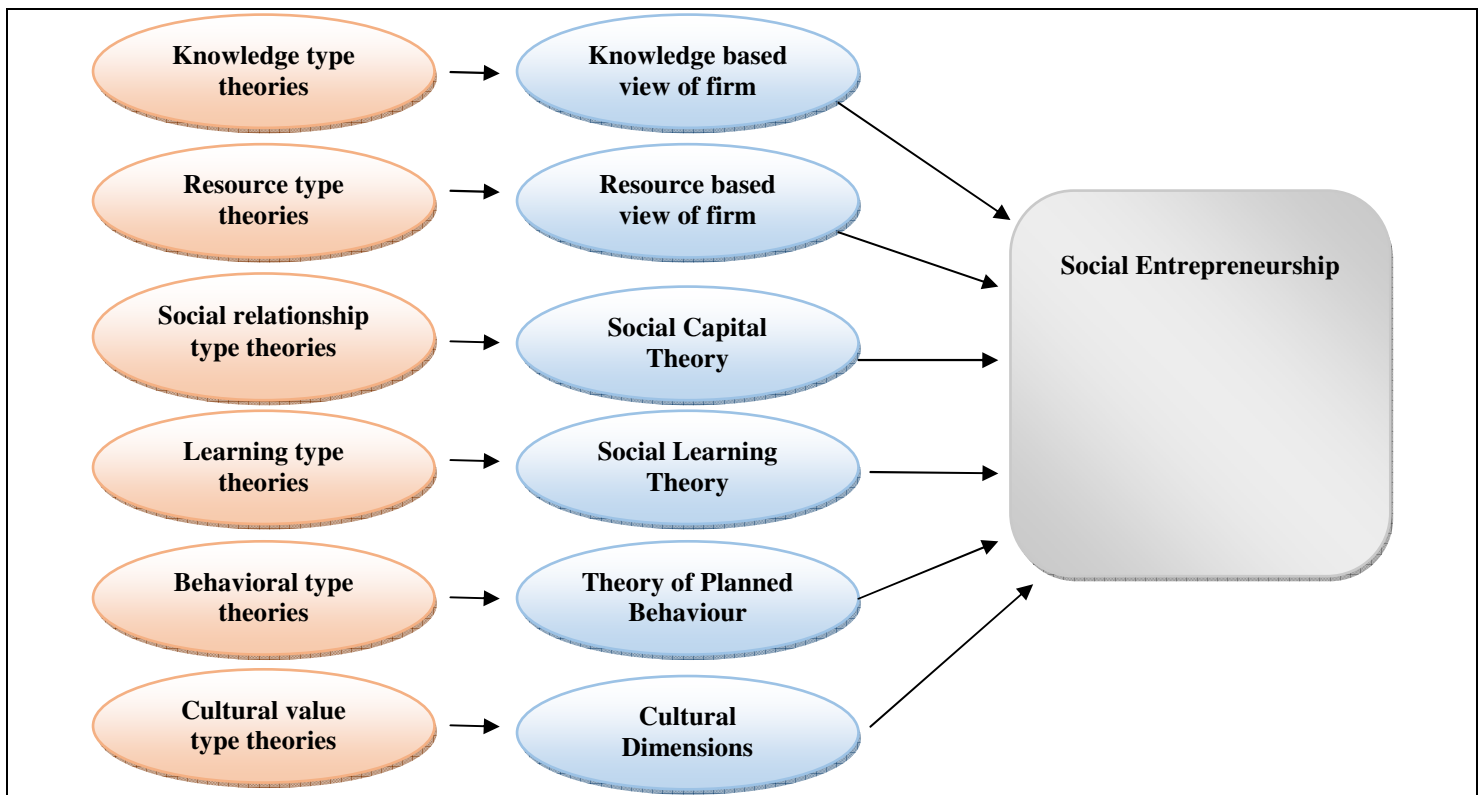 Knowledge type
theories
Knowledge based
view of firm
Resource type
theories
Resource based
view of firm
Social Entrepreneurship
Social relationship
type theories
Social Capital
Theory
Learning type
theories
Social Learning
Theory
Behavioral type
theories
Theory of Planned
Behaviour
Cultural value
type theories
Cultural
Dimensions